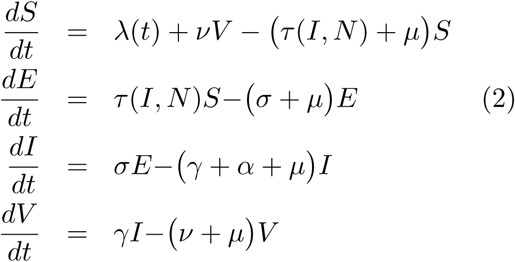 dS/dt = λ(t) + νV − (τ(I, N) + μ)S
dE/dt = τ(I, N)S−(σ + μ)E (2)
dI/dt = σE−(γ + α + μ)I
dV/dt = γI−(ν + μ)V